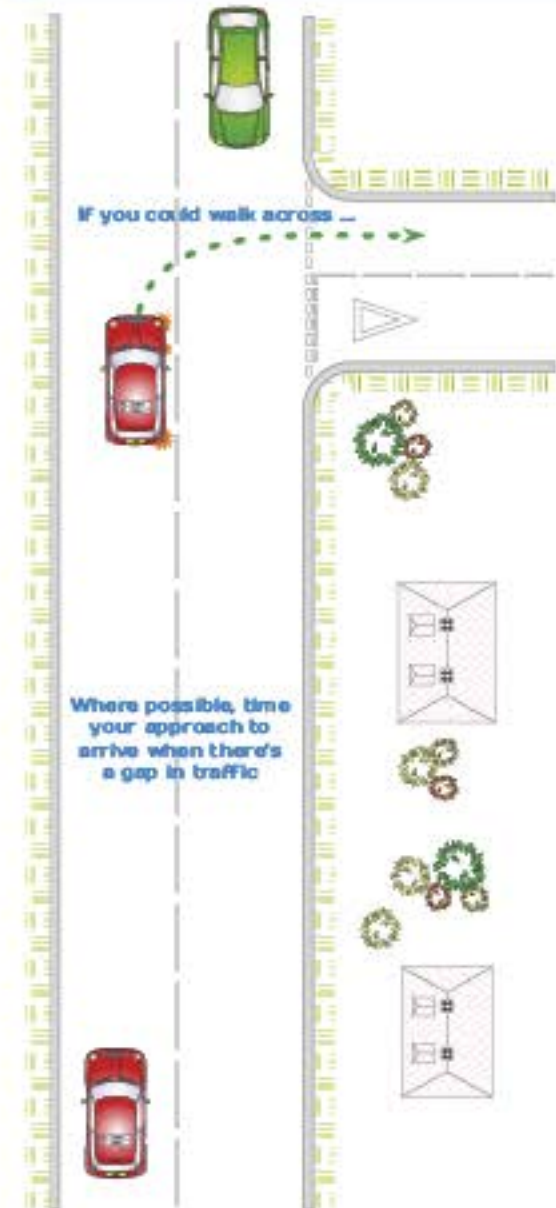 If you could walk across ...
Where possible, time
your approach to
arrive when there's
a gap in traffic